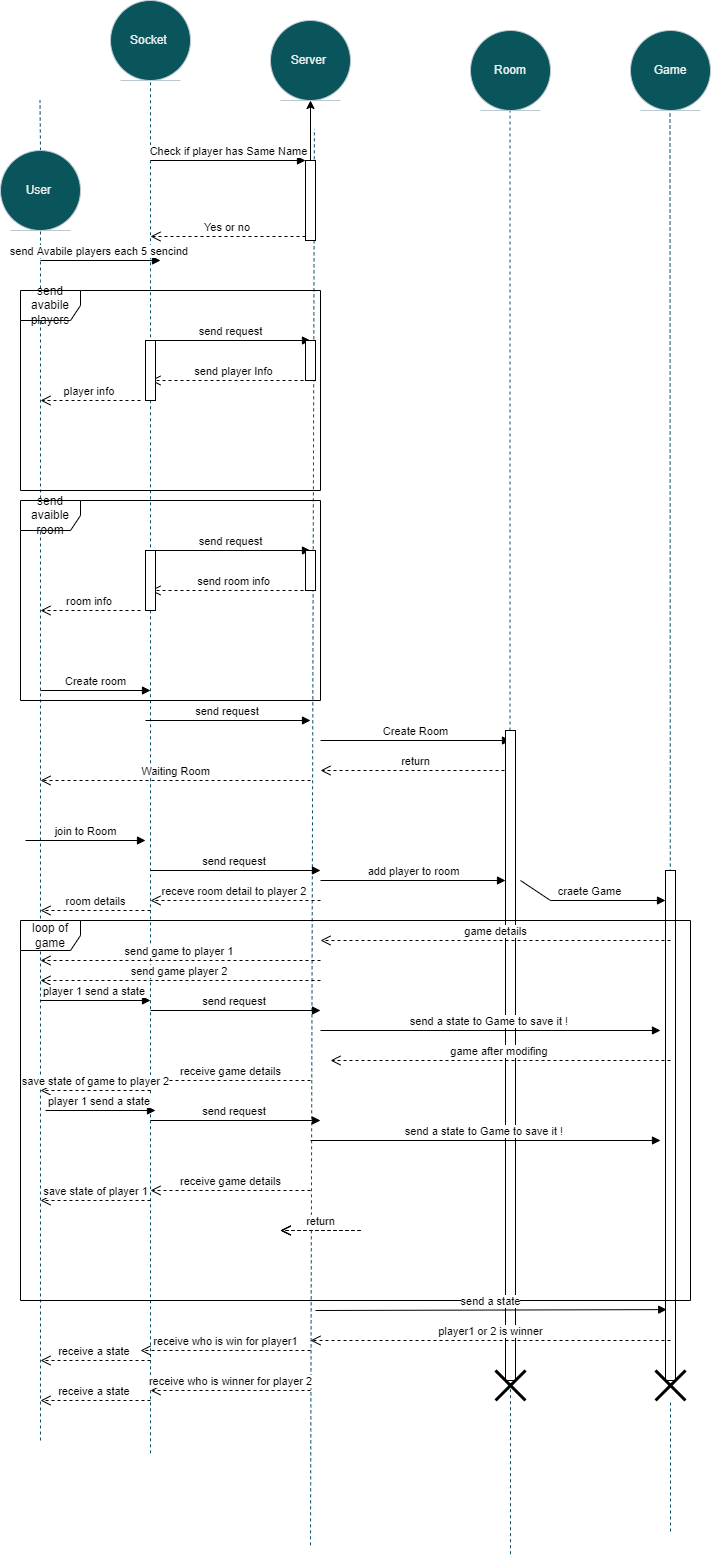 Socket
Server
Room
Game
User
Check if player has Same Name
Yes or no
send Avabile players each 5 sencind
send
avabile
players
send request
send player Info
player info
send
avaible
room
send request
send room info
room info
Create room
send request
Create Room
return
Waiting Room
join to Room
send request
add player to room
craete Game
receve room detail to player 2
room details
loop of
game
game details
send game to player 1
send game player 2
player 1 send a state
send request
send a state to Game to save it !
game after modifing
receive game details
save state of game to player 2
player 1 send a state
send request
send a state to Game to save it !
receive game details
save state of player 1
return
send a state
player1 or 2 is winner
receive who is win for player1
receive a state
receive who is winner for player 2
receive a state